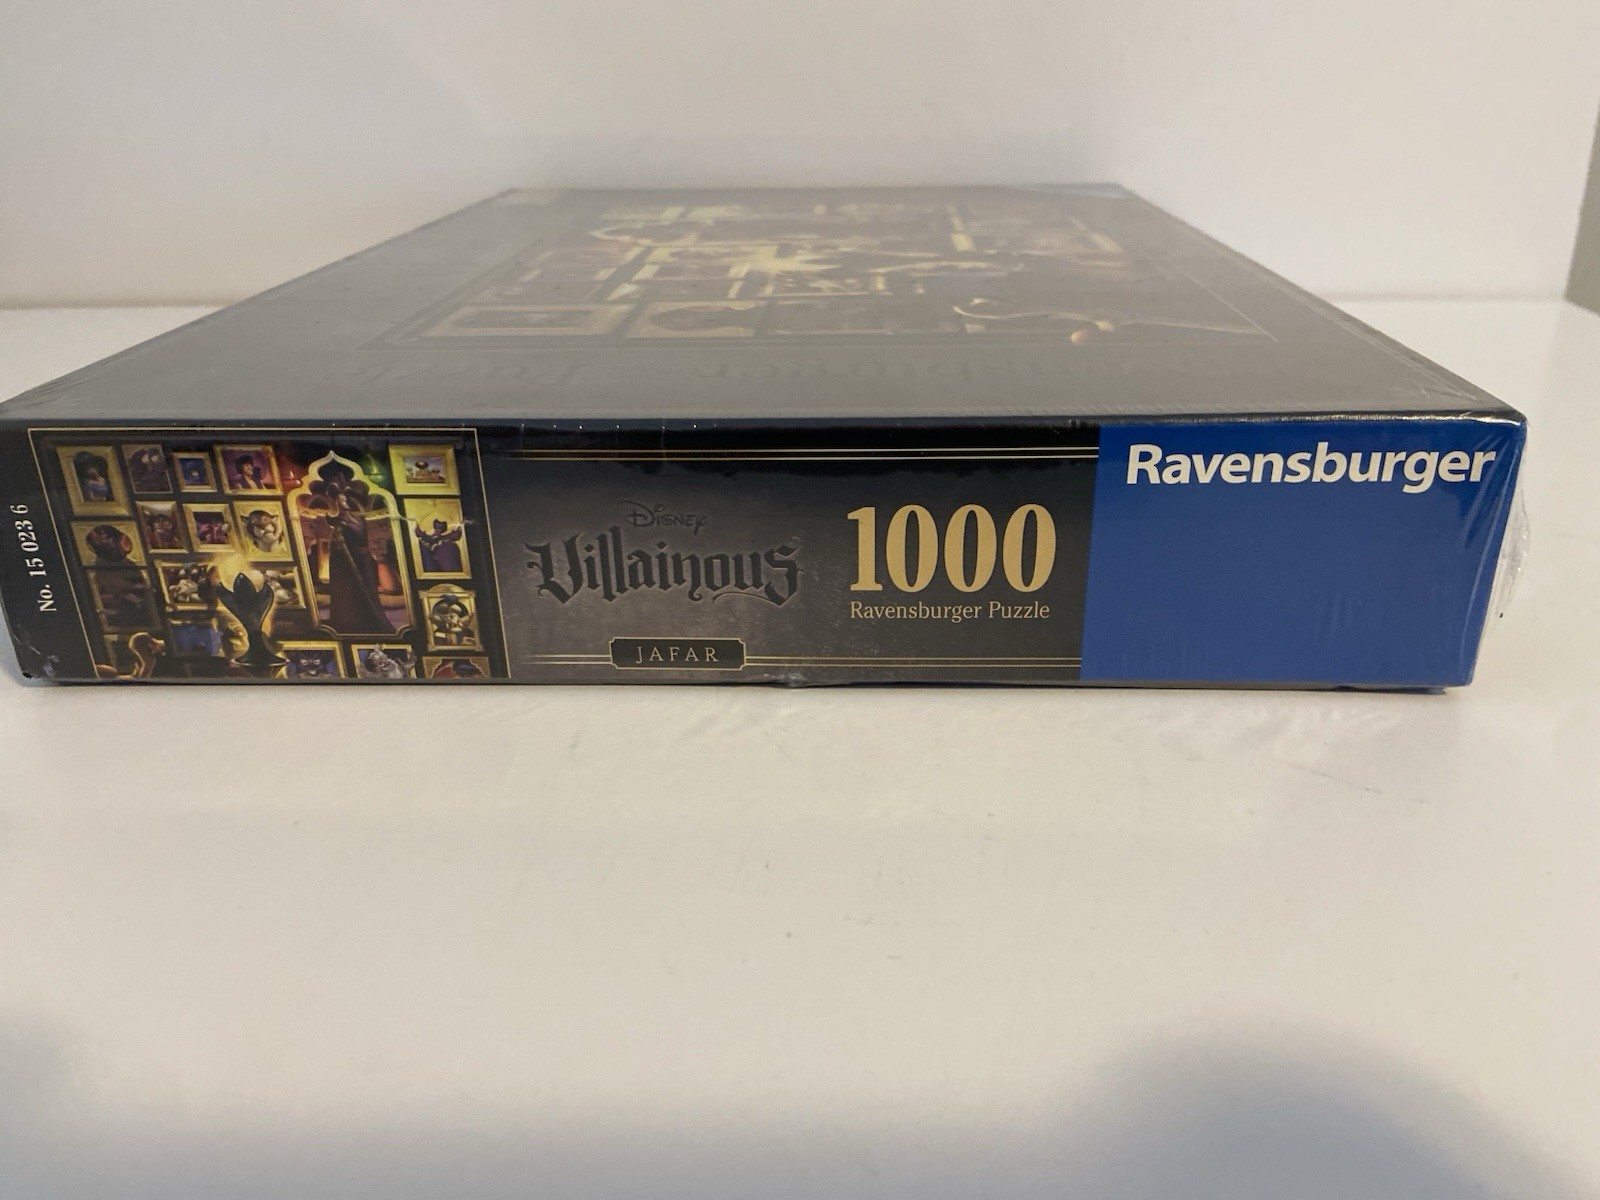 No. 15 023 6
Disney
Villainous
JAFAR
1000
Ravensburger Puzzle
Ravensburger